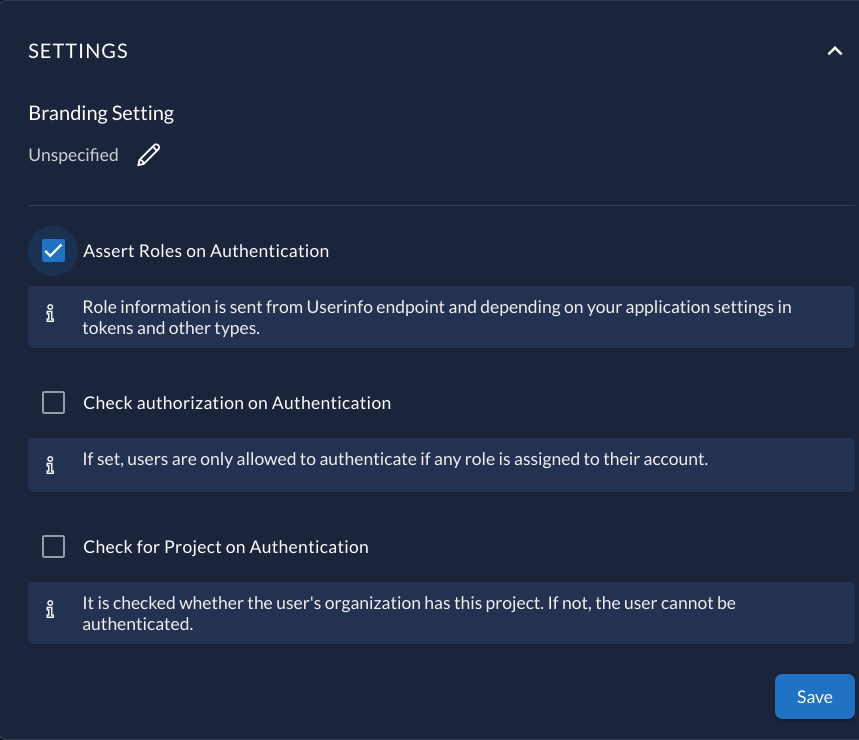 SETTINGS
Branding Setting
Unspecified
Assert Roles on Authentication
Role information is sent from Userinfo endpoint and depending on your application settings in
tokens and other types.
Check authorization on Authentication
If set, users are only allowed to authenticate if any role is assigned to their account.
Check for Project on Authentication
It is checked whether the user's organization has this project. If not, the user cannot be
authenticated.
Save